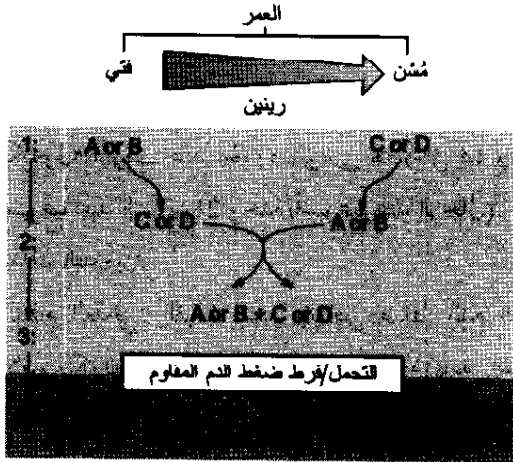 العمر
فتي مُسْن
رينين
1: A or B C or D
2: C or D A or B
3: A or B + C or D
التحمل/فرط ضغط الدم المقاوم